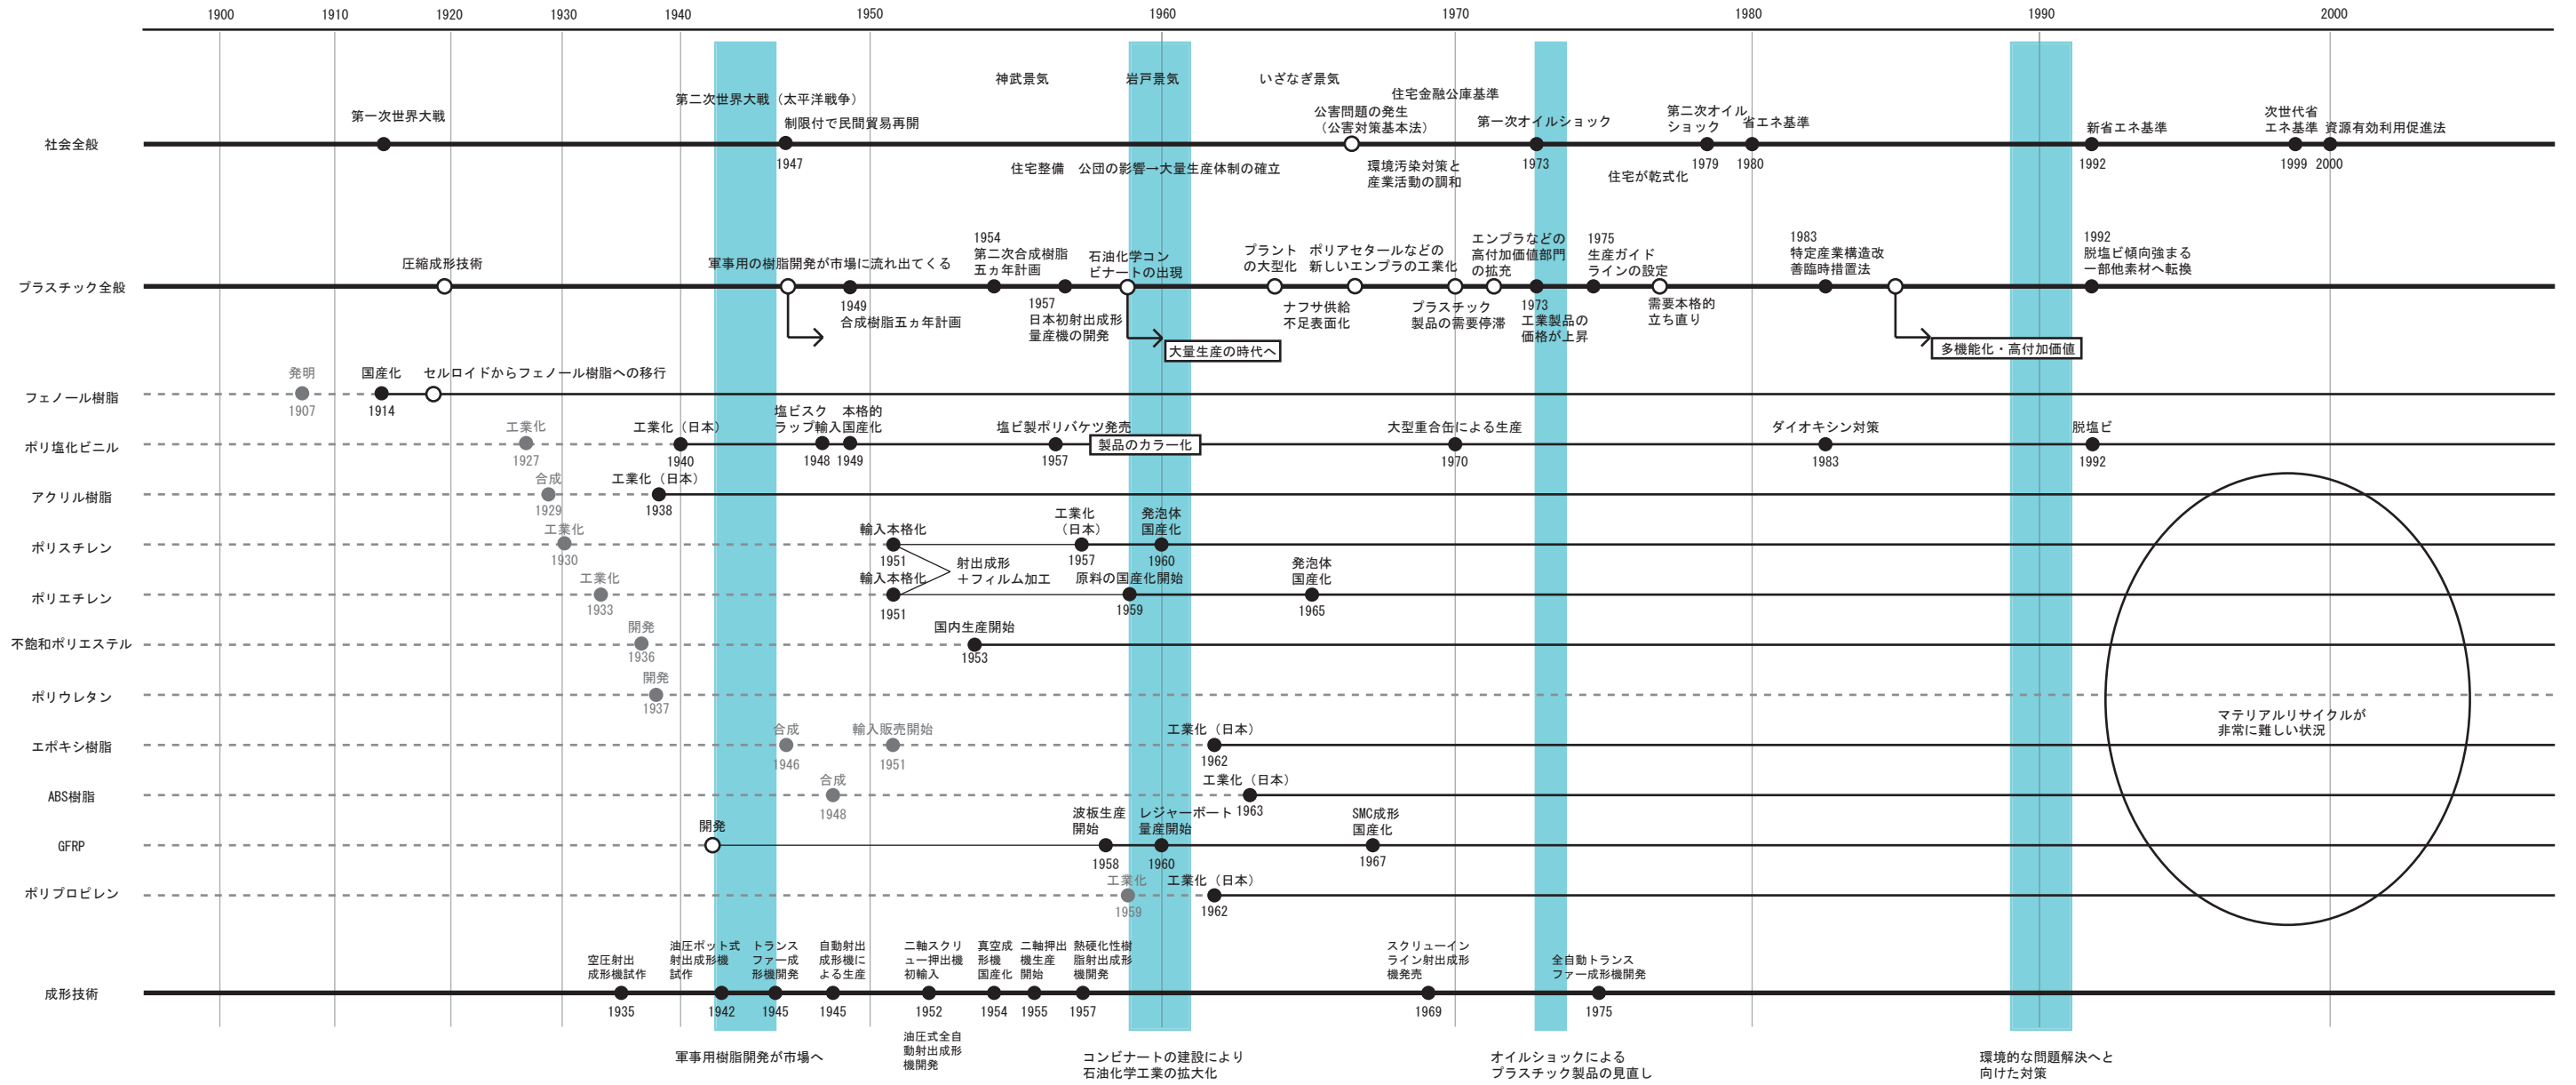 1900
1910
1920
1930
1940
1950
1960
1970
1980
1990
2000
社会全般
第一次世界大戦
第二次世界大戦（太平洋戦争）
制限付で民間貿易再開
1947
神武景気
岩戸景気
いざなぎ景気
住宅整備　公団の影響→大量生産体制の確立
公害問題の発生
（公害対策基本法）
住宅金融公庫基準
環境汚染対策と
産業活動の調和
第一次オイルショック
1973
住宅が乾式化
第二次オイル
ショック
1979
省エネ基準
1980
新省エネ基準
1992
次世代省
エネ基準
1999
資源有効利用促進法
2000
プラスチック全般
圧縮成形技術
軍事用の樹脂開発が市場に流れ出てくる
1949
合成樹脂五ヵ年計画
1954
第二次合成樹脂
五ヵ年計画
1957
日本初射出成形
量産機の開発
石油化学コン
ビナートの出現
大量生産の時代へ
プラント
の大型化
ナフサ供給
不足表面化
ポリアセタールなどの
新しいエンプラの工業化
プラスチック
製品の需要停滞
エンプラなどの
高付加価値部門
の拡充
1973
工業製品の
価格が上昇
1975
生産ガイド
ラインの設定
需要本格的
立ち直り
1983
特定産業構造改
善臨時措置法
多機能化・高付加価値
1992
脱塩ビ傾向強まる
一部他素材へ転換
フェノール樹脂
発明
1907
国産化
1914
セルロイドからフェノール樹脂への移行
ポリ塩化ビニル
工業化
1927
工業化（日本）
1940
塩ビスク
ラップ輸入
1948
本格的
国産化
1949
塩ビ製ポリバケツ発売
1957
製品のカラー化
大型重合缶による生産
1970
ダイオキシン対策
1983
脱塩ビ
1992
アクリル樹脂
合成
1929
工業化（日本）
1938
ポリスチレン
工業化
1930
輸入本格化
1951
工業化
（日本）
1957
発泡体
国産化
1960
射出成形
＋フィルム加工
ポリエチレン
工業化
1933
輸入本格化
1951
原料の国産化開始
1959
発泡体
国産化
1965
不飽和ポリエステル
開発
1936
国内生産開始
1953
ポリウレタン
開発
1937
エポキシ樹脂
合成
1946
輸入販売開始
1951
工業化（日本）
1962
ABS樹脂
合成
1948
工業化（日本）
1963
GFRP
開発
波板生産
開始
1958
レジャーボート
量産開始
1960
SMC成形
国産化
1967
ポリプロピレン
工業化
1959
工業化（日本）
1962
マテリアルリサイクルが
非常に難しい状況
成形技術
空圧射出
成形機試作
1935
油圧ポット式
射出成形機
試作
1942
トランス
ファー成
形機開発
1945
自動射出
成形機に
よる生産
1945
二軸スクリ
ュー押出機
初輸入
1952
油圧式全自
動射出成形
機開発
真空成
形機
国産化
1954
二軸押出
機生産
開始
1955
熱硬化性樹
脂射出成形
機開発
1957
スクリューイン
ライン射出成形
機発売
1969
全自動トランス
ファー成形機開発
1975
軍事用樹脂開発が市場へ
コンビナートの建設により
石油化学工業の拡大化
オイルショックによる
プラスチック製品の見直し
環境的な問題解決へと
向けた対策